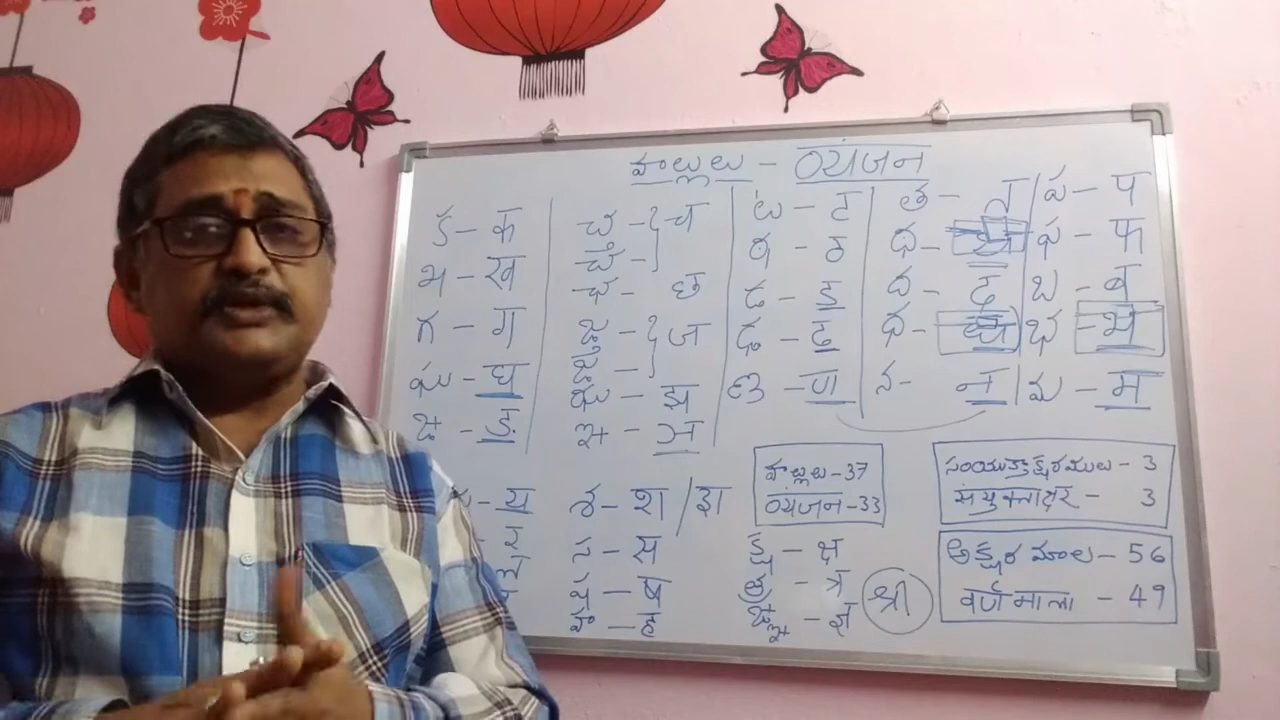 హల్లులు - व्यंजन
క - क
ఖ - ख
గ - ग
ఘ - घ
ఙ - ङ
చ -
ౘ -
च
ఛ - छ
జ -
ౙ -
ज
ఝ - झ
ఞ - ञ
ట - ट
ఠ - ठ
డ - ड
ఢ - ढ
ణ - ण
త - त
థ - थ
ద - द
ధ - ध
న - न
ప - प
ఫ - फ
బ - ब
భ - भ
మ - म
- य
శ - श / झ
స - स
ష - ष
హ - ह
హల్లులు - 37
व्यंजन - 33
క్ష - क्ष
త్ర - त्र
జ్ఞ - ज्ञ
श्री
సంయుక్తాక్షరములు - 3
संयुक्ताक्षर - 3
అక్షరమాల - 56
वर्णमाला - 49